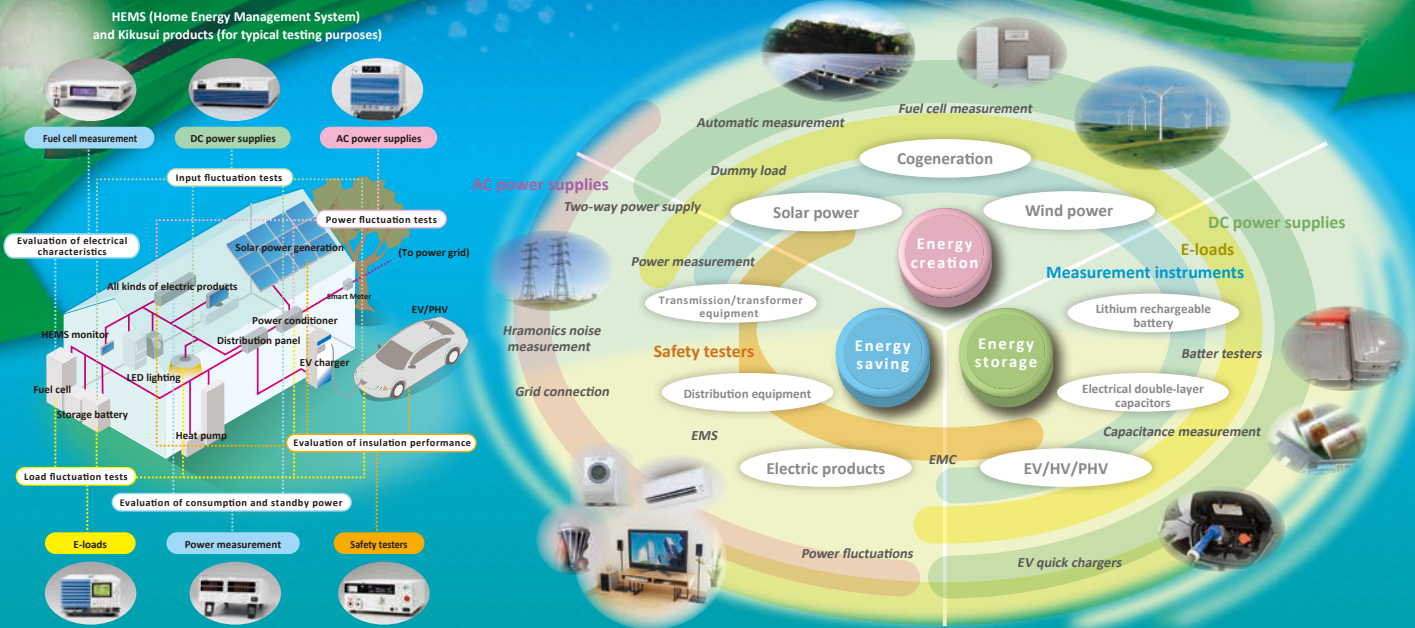 HEMS (Home Energy Management System)
and Kikusui products (for typical testing purposes)
Fuel cell measurement
DC power supplies
AC power supplies
Input fluctuation tests
Power fluctuation tests
Evaluation of electrical
characteristics
Solar power generation
(To power grid)
All kinds of electric products
Smart Meter
EV/PHV
Power conditioner
HEMS monitor
Distribution panel
EV charger
LED lighting
Fuel cell
Storage battery
Heat pump
Evaluation of insulation performance
Load fluctuation tests
Evaluation of consumption and standby power
E-loads
Power measurement
Safety testers
Fuel cell measurement
Automatic measurement
Cogeneration
Dummy load
AC power supplies
Two-way power supply
Solar power
Wind power
DC power supplies
Energy
creation
E-loads
Power measurement
Measurement instruments
Transmission/transformer
equipment
Lithium rechargeable
battery
Hramonics noise
measurement
Safety testers
Energy
saving
Energy
storage
Batter testers
Grid connection
Distribution equipment
Electrical double-layer
capacitors
EMS
Capacitance measurement
EMC
Electric products
EV/HV/PHV
Power fluctuations
EV quick chargers